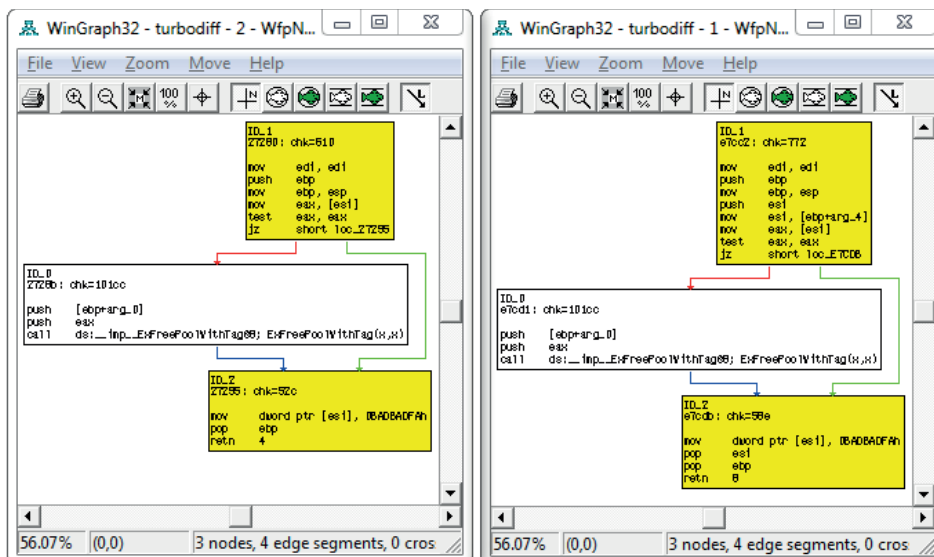 WinGraph32 - turbodiff - 2 - WfpN...
File View Zoom Move Help
100
%
N
ID_1
27280: chk=610
mov edi, edi
push ebp
mov ebp, esp
mov eax, [esi]
test eax, eax
jz short loc_27295
ID_0
2728b: chk=101cc
push [ebp+arg_0]
push eax
call ds:__imp__ExFreePoolWithTag@8; ExFreePoolWithTag(x,x)
ID_2
27295: chk=52c
mov dword ptr [esi], 0BADBADFAh
pop ebp
retn 4
56.07% (0,0) 3 nodes, 4 edge segments, 0 cros
WinGraph32 - turbodiff - 1 - WfpN...
File View Zoom Move Help
100
%
N
ID_1
e7cc2: chk=772
mov edi, edi
push ebp
mov ebp, esp
push esi
mov esi, [ebp+arg_4]
mov eax, [esi]
test eax, eax
jz short loc_E7CDB
ID_0
e7cd1: chk=101cc
push [ebp+arg_0]
push eax
call ds:__imp__ExFreePoolWithTag@8; ExFreePoolWithTag(x,x)
ID_2
e7cdb: chk=58e
mov dword ptr [esi], 0BADBADFAh
pop esi
pop ebp
retn 8
56.07% (0,0) 3 nodes, 4 edge segments, 0 cros